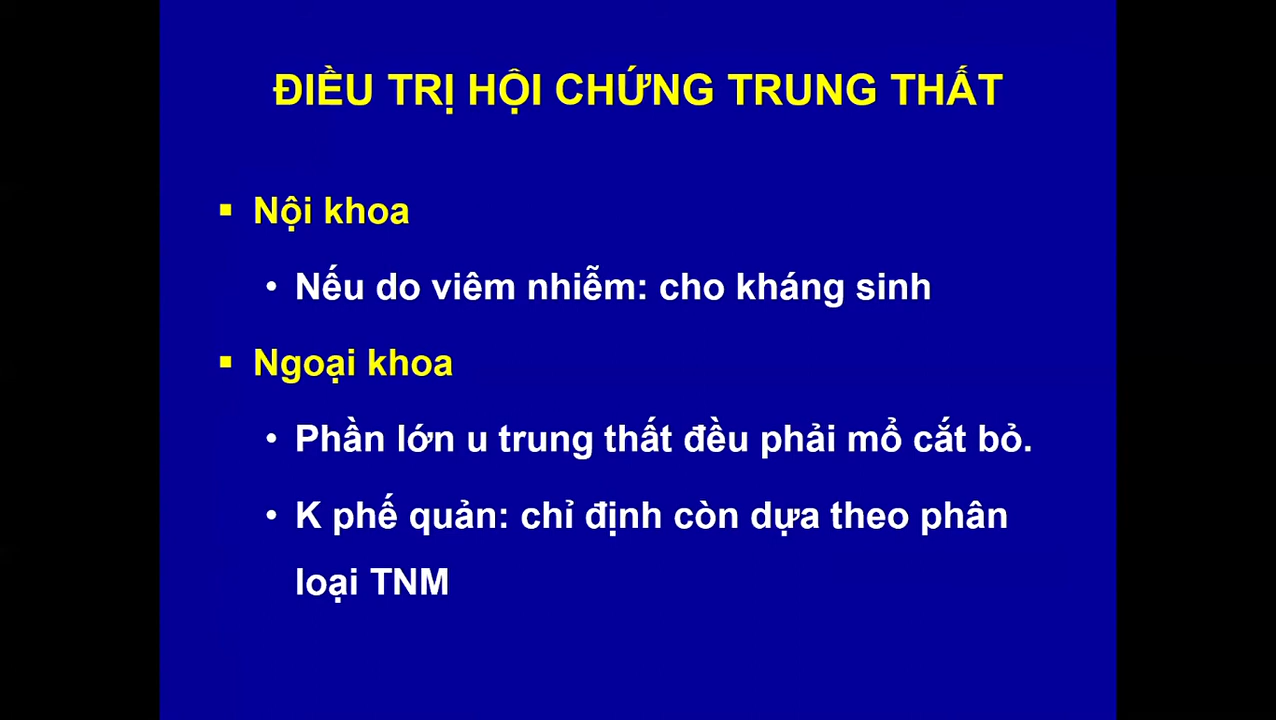 ĐIỀU TRỊ HỘI CHỨNG TRUNG THẤT
▪ Nội khoa
• Nếu do viêm nhiễm: cho kháng sinh
▪ Ngoại khoa
• Phần lớn u trung thất đều phải mổ cắt bỏ.
• K phế quản: chỉ định còn dựa theo phân
loại TNM